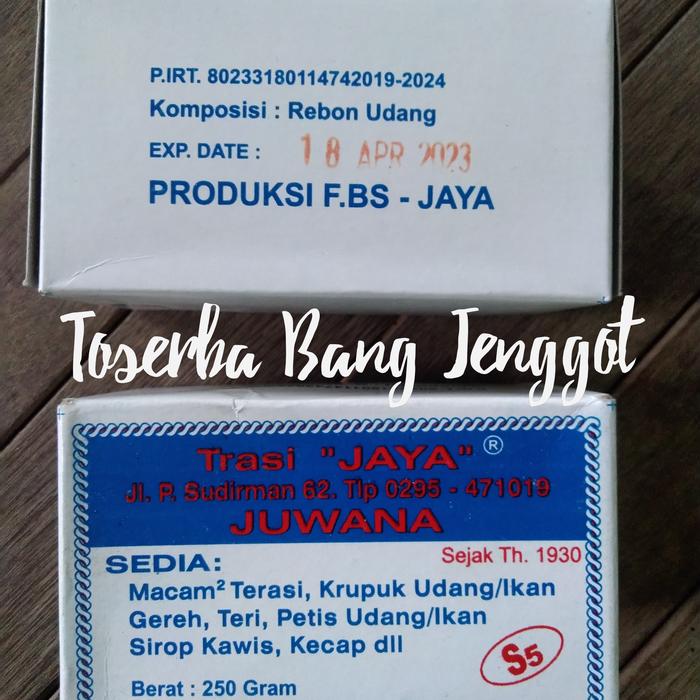 P.IRT. 80233180114742019-2024
Komposisi : Rebon Udang
EXP. DATE : 18 APR 2023
PRODUKSI F.BS - JAYA
Toserba Bang Jenggot
Trasi "JAYA" ®
Jl. P. Sudirman 62. Tlp 0295 - 471019
JUWANA
Sejak Th. 1930
SEDIA:
Macam² Terasi, Krupuk Udang/Ikan
Gereh, Teri, Petis Udang/Ikan
Sirop Kawis, Kecap dll
S5
Berat : 250 Gram